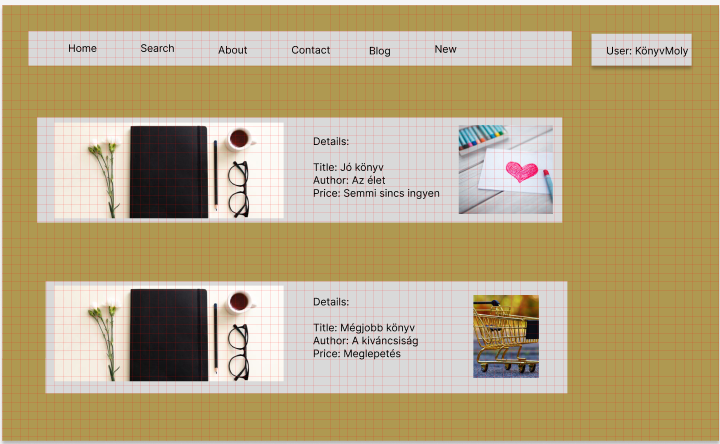 Home Search About Contact Blog New
User: KönyvMoly
Details:
Title: Jó könyv
Author: Az élet
Price: Semmi sincs ingyen
Details:
Title: Mégjobb könyv
Author: A kiváncsiság
Price: Meglepetés